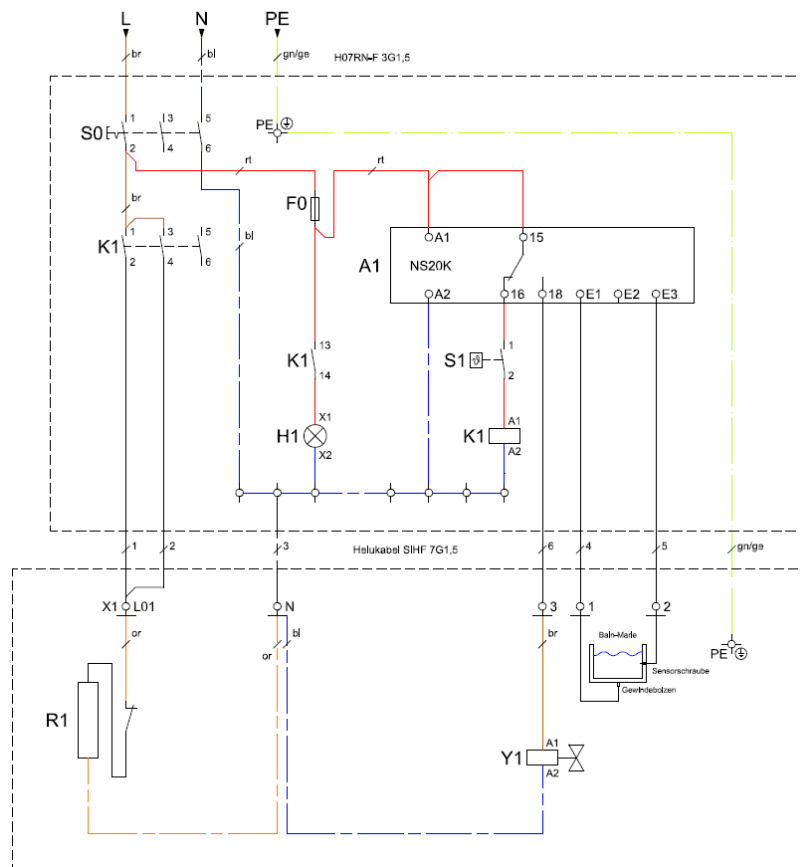 L N PE
br bl gn/ge H07RN-F 3G1,5
PE
S0 1 3 5
2 4 6
rt rt
F0
br
bl
K1 1 3 5
2 4 6
A1 15
A1 NS20K
A2 16 18 E1 E2 E3
K1 13
14
S1 1
2
H1 X1
X2
K1 A1
A2
1 2 3 Helukabel SIHF 7G1,5 6 4 5 gn/ge
X1 L01 N 3 1 2
or or bl br
Bain-Marie
Sensorschraube
Gewindebolzen
PE
R1
Y1 A1
A2